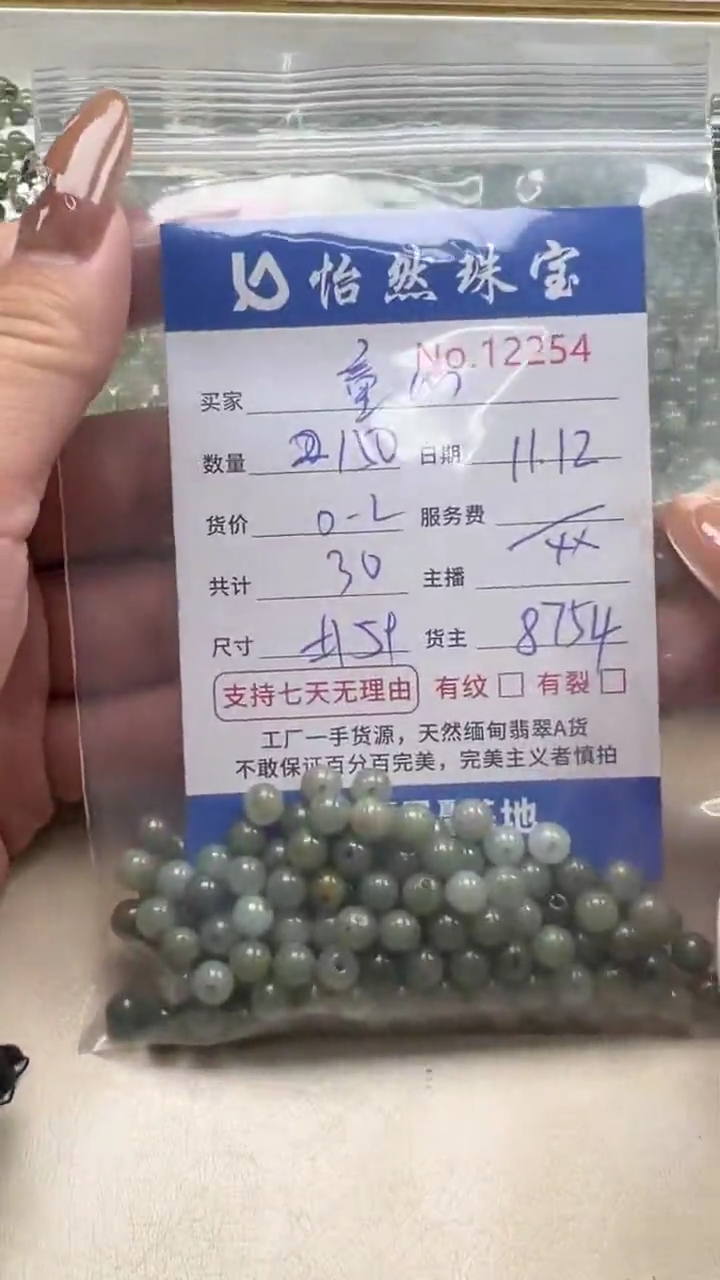 怡然珠宝
No.12254
买家 童
数量 150 日期 11.12
货价 0-2 服务费
共计 30 主播 4x
尺寸 货主 8754
支持七天无理由 有纹 有裂
工厂一手货源，天然缅甸翡翠A货
不敢保证百分百完美，完美主义者慎拍
地